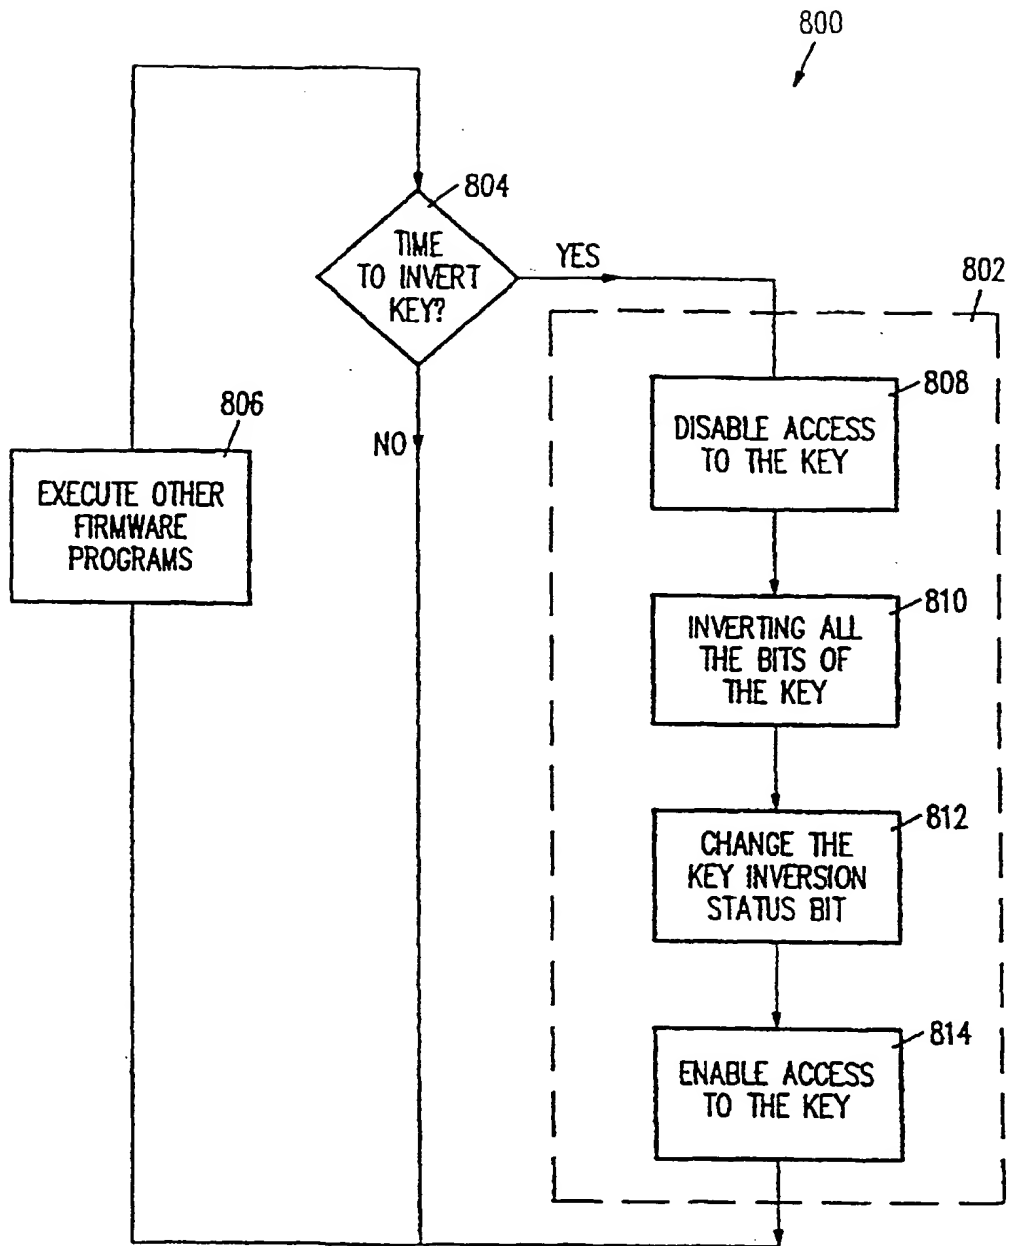 800
804
TIME
TO INVERT
KEY?
YES
802
808
DISABLE ACCESS
TO THE KEY
806
NO
EXECUTE OTHER
FIRMWARE
PROGRAMS
810
INVERTING ALL
THE BITS OF
THE KEY
812
CHANGE THE
KEY INVERSION
STATUS BIT
814
ENABLE ACCESS
TO THE KEY